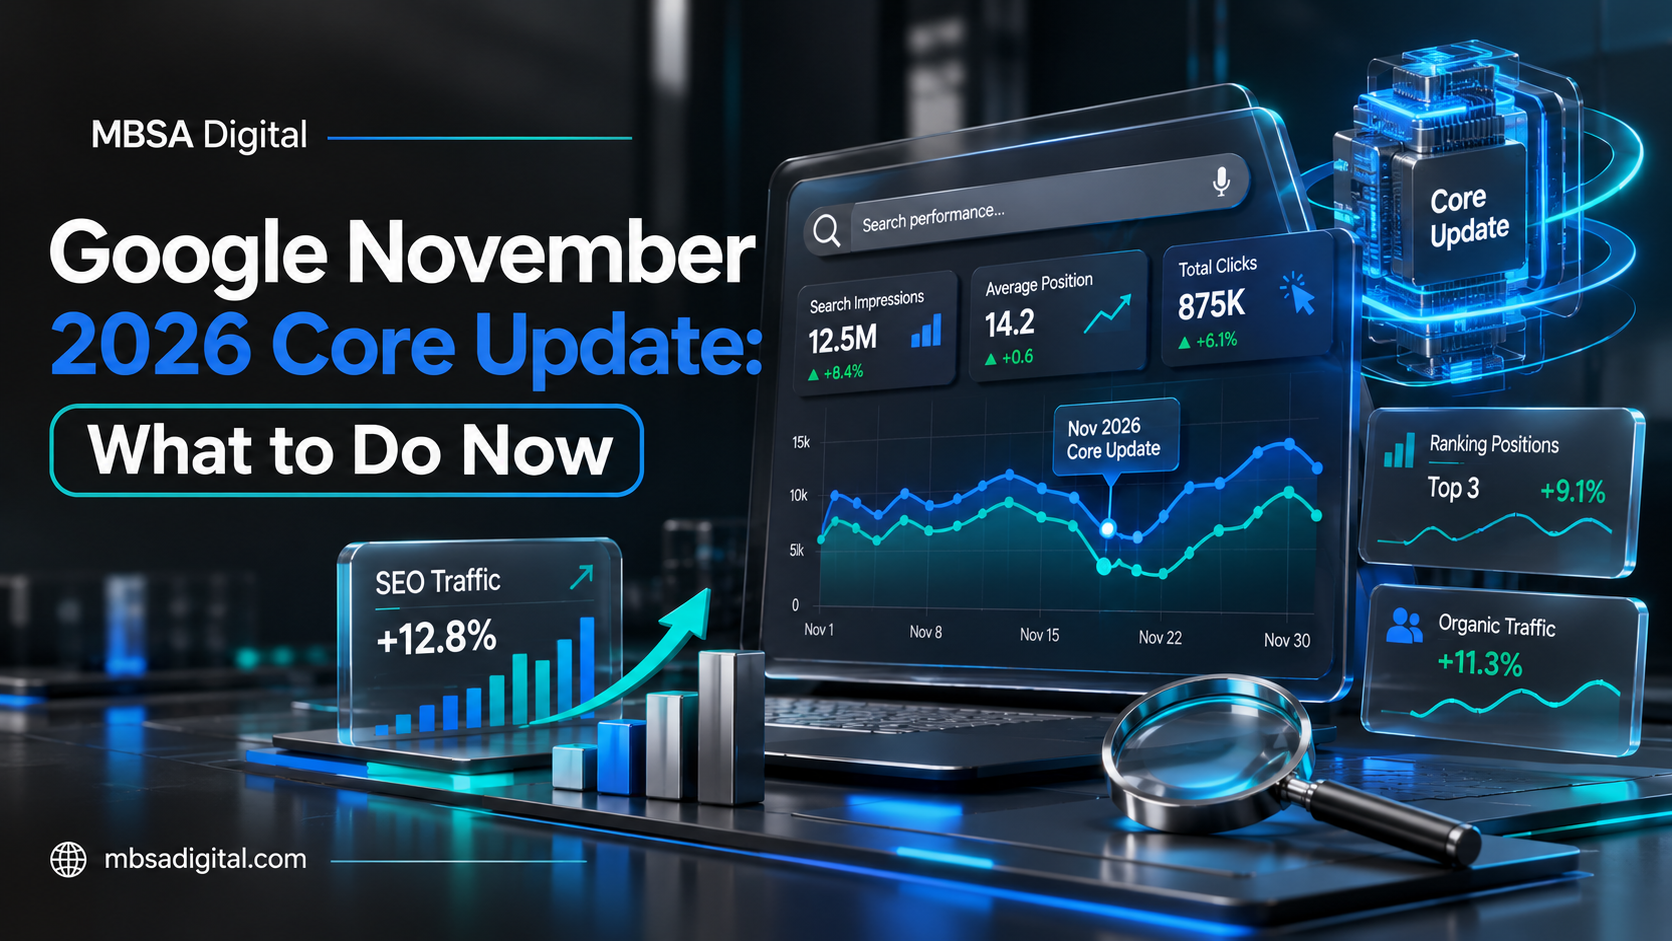 MBSA Digital
Google November
2026 Core Update:
What to Do Now
SEO Traffic
+12.8%
mbsadigital.com
Search performance...
Search Impressions
12.5M
+8.4%
Average Position
14.2
+0.6
Total Clicks
875K
+6.1%
Nov 2026
Core Update
15k
10k
5k
0
Nov 1
Nov 8
Nov 15
Nov 22
Nov 30
Core
Update
Ranking Positions
Top 3
+9.1%
Organic Traffic
+11.3%